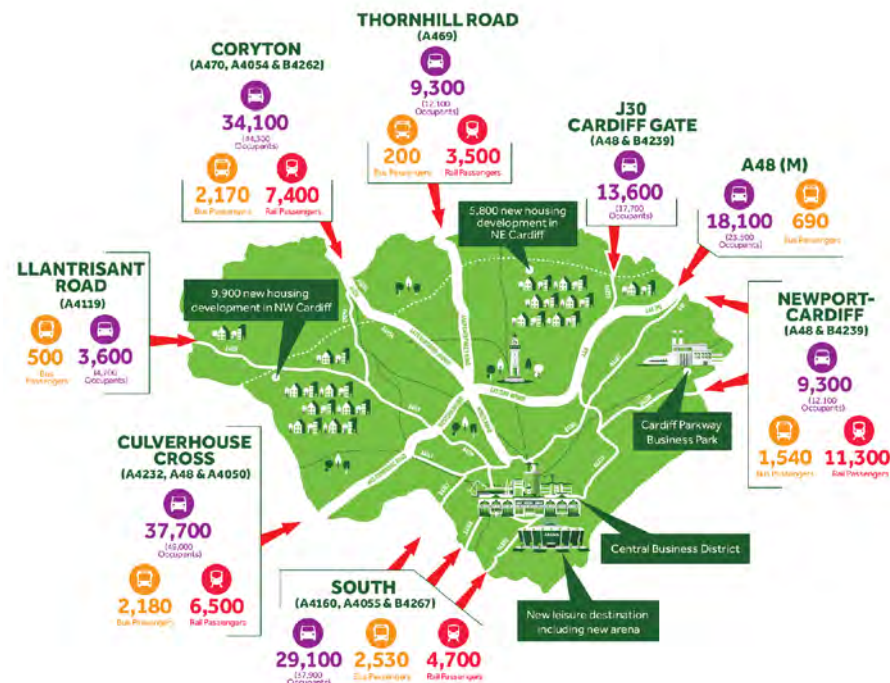 THORNHILL ROAD
(A469)
9,300
(12,100
Occupants)
200
Bus Passengers
3,500
Rail Passengers
CORYTON
(A470, A4054 & B4262)
34,100
(44,300
Occupants)
2,170
Bus Passengers
7,400
Rail Passengers
J30
CARDIFF GATE
(A48 & B4239)
13,600
(17,700
Occupants)
A48 (M)
18,100
(23,500
Occupants)
690
Bus Passengers
5,800 new housing
development in
NE Cardiff
LLANTRISANT
ROAD
(A4119)
500
Bus
Passengers
3,600
(4,700
Occupants)
9,900 new housing
development in NW Cardiff
NEWPORT-
CARDIFF
(A48 & B4239)
9,300
(12,100
Occupants)
1,540
Bus Passengers
11,300
Rail Passengers
Cardiff Parkway
Business Park
CULVERHOUSE
CROSS
(A4232, A48 & A4050)
37,700
(49,000
Occupants)
2,180
Bus Passengers
6,500
Rail Passengers
Central Business
District
SOUTH
(A4160, A4055 & B4267)
29,100
(37,900
Occupants)
2,530
Bus Passengers
4,700
Rail Passengers
New leisure destination
including new arena